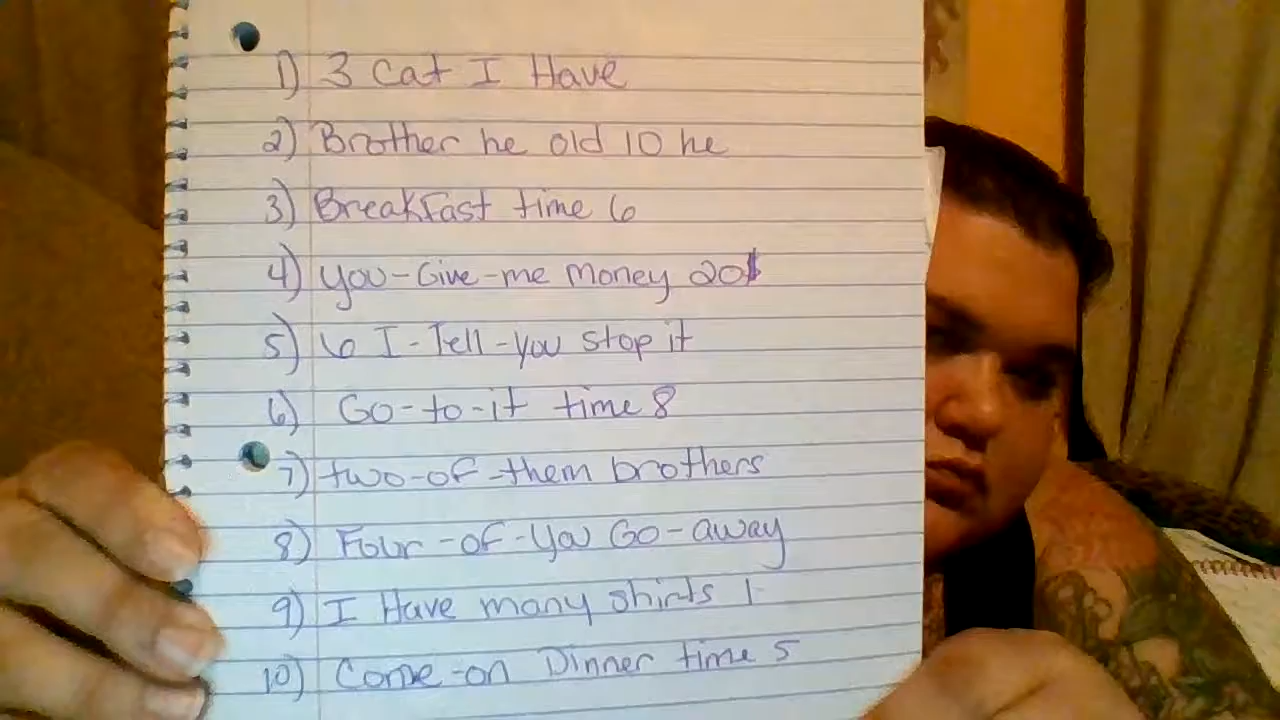 1) 3 Cat I Have
2) Brother he old 10 he
3) Breakfast time 6
4) you-Give-me money 20$
5) 6 I-Tell-you stop it
6) Go-to-it time 8
7) two-of-them brothers
8) Four-of-you Go-away
9) I Have many shirts 1
10) Come-on Dinner time 5